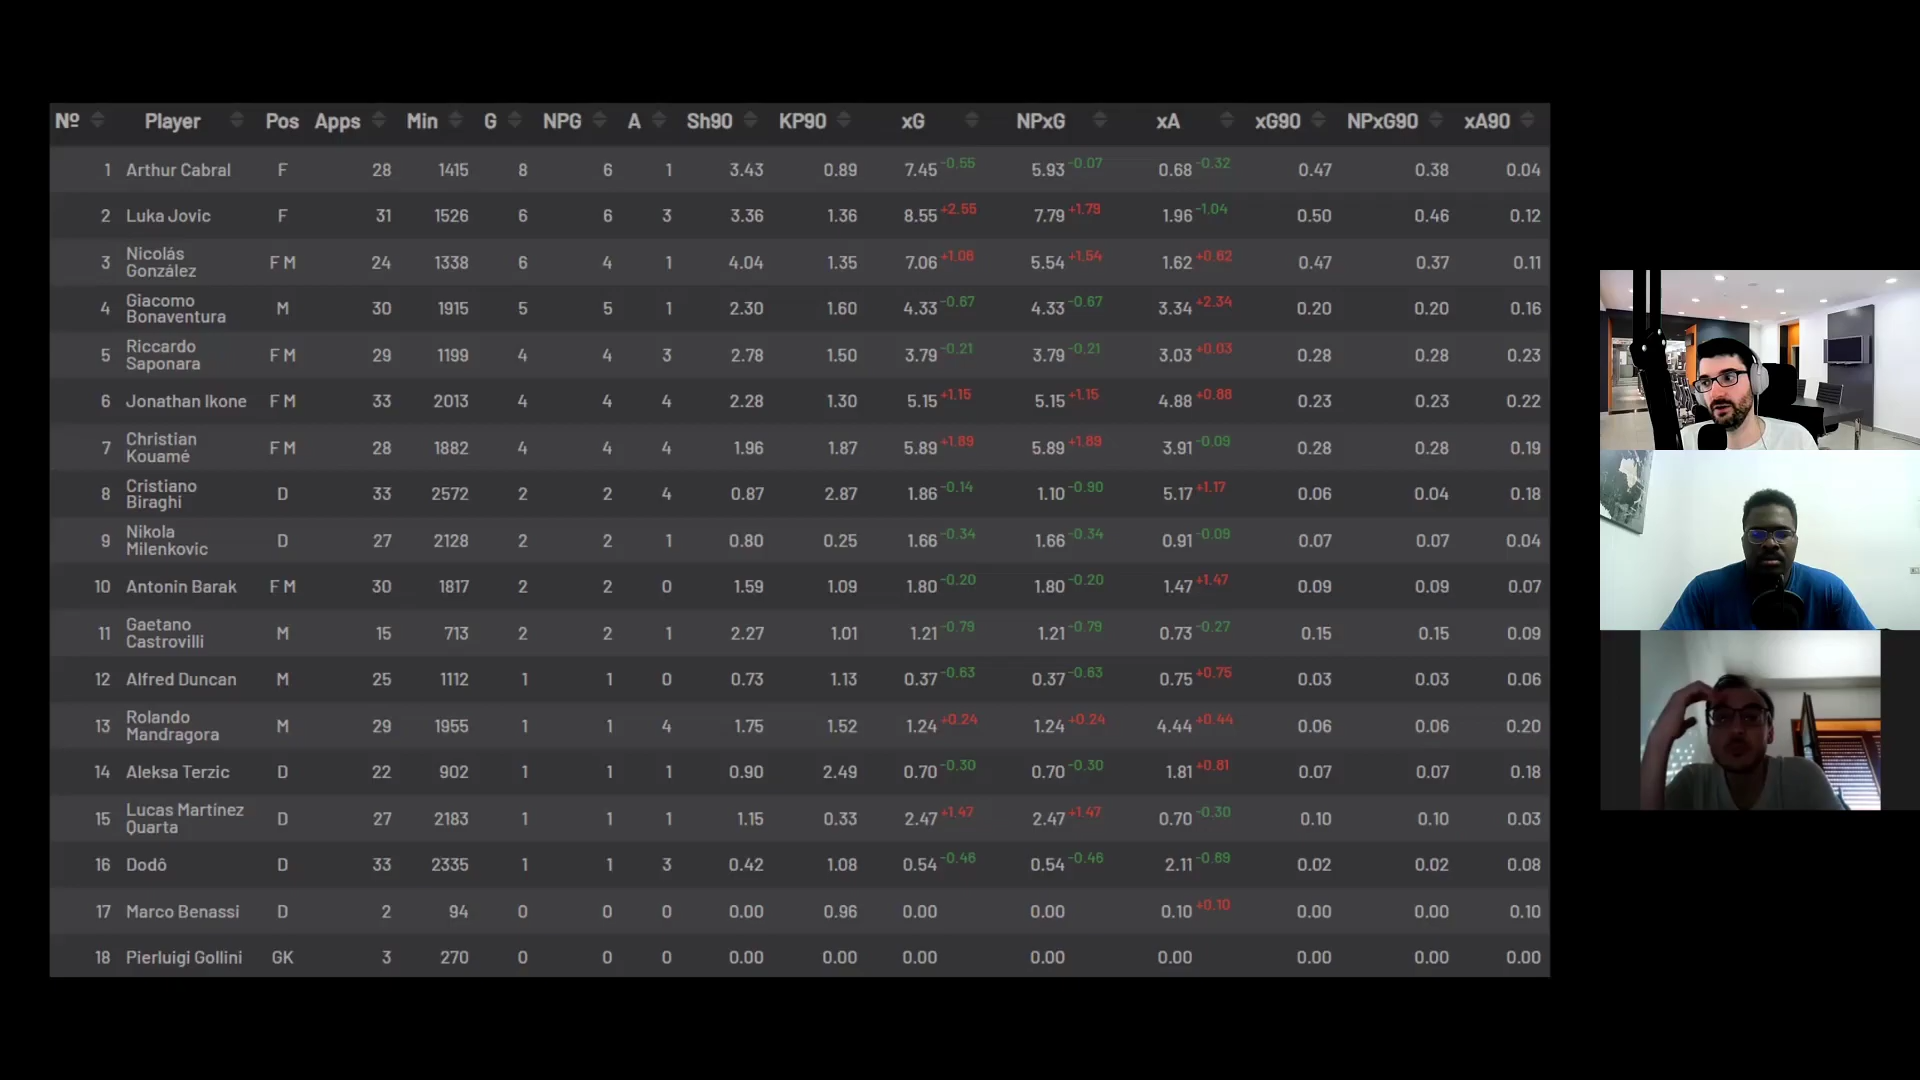 Nº Player Pos Apps Min G NPG A Sh90 KP90 xG NPxG xA xG90 NPxG90 xA90
1 Arthur Cabral F 28 1415 8 6 1 3.43 0.89 7.45 -0.55 5.93 -0.07 0.68 -0.32 0.47 0.38 0.04
2 Luka Jovic F 31 1526 6 6 3 3.36 1.36 8.55 +2.55 7.79 +1.79 1.96 -1.04 0.50 0.46 0.12
3 Nicolás González F M 24 1338 6 4 1 4.04 1.35 7.06 +1.06 5.54 +1.54 1.62 +0.62 0.47 0.37 0.11
4 Giacomo Bonaventura M 30 1915 5 5 1 2.30 1.60 4.33 -0.67 4.33 -0.67 3.34 +2.34 0.20 0.20 0.16
5 Riccardo Saponara F M 29 1199 4 4 3 2.78 1.50 3.79 -0.21 3.79 -0.21 3.03 +0.03 0.28 0.28 0.23
6 Jonathan Ikone F M 33 2013 4 4 4 2.28 1.30 5.15 +1.15 5.15 +1.15 4.88 +0.88 0.23 0.23 0.22
7 Christian Kouamé F M 28 1882 4 4 4 1.96 1.87 5.89 +1.89 5.89 +1.89 3.91 -0.09 0.28 0.28 0.19
8 Cristiano Biraghi D 33 2572 2 2 4 0.87 2.87 1.86 -0.14 1.10 -0.90 5.17 +1.17 0.06 0.04 0.18
9 Nikola Milenkovic D 27 2128 2 2 1 0.80 0.25 1.66 -0.34 1.66 -0.34 0.91 -0.09 0.07 0.07 0.04
10 Antonin Barak F M 30 1817 2 2 0 1.59 1.09 1.80 -0.20 1.80 -0.20 1.47 +1.47 0.09 0.09 0.07
11 Gaetano Castrovilli M 15 713 2 2 1 2.27 1.01 1.21 -0.79 1.21 -0.79 0.73 -0.27 0.15 0.15 0.09
12 Alfred Duncan M 25 1112 1 1 0 0.73 1.13 0.37 -0.63 0.37 -0.63 0.75 +0.75 0.03 0.03 0.06
13 Rolando Mandragora M 29 1955 1 1 4 1.75 1.52 1.24 +0.24 1.24 +0.24 4.44 +0.44 0.06 0.06 0.20
14 Aleksa Terzic D 22 902 1 1 1 0.90 2.49 0.70 -0.30 0.70 -0.30 1.81 +0.81 0.07 0.07 0.18
15 Lucas Martínez Quarta D 27 2183 1 1 1 1.15 0.33 2.47 +1.47 2.47 +1.47 0.70 -0.30 0.10 0.10 0.03
16 Dodô D 33 2335 1 1 3 0.42 1.08 0.54 -0.46 0.54 -0.46 2.11 -0.89 0.02 0.02 0.08
17 Marco Benassi D 2 94 0 0 0 0.00 0.96 0.00 0.00 0.10 +0.10 0.00 0.00 0.10
18 Pierluigi Gollini GK 3 270 0 0 0 0.00 0.00 0.00 0.00 0.00 0.00 0.00 0.00